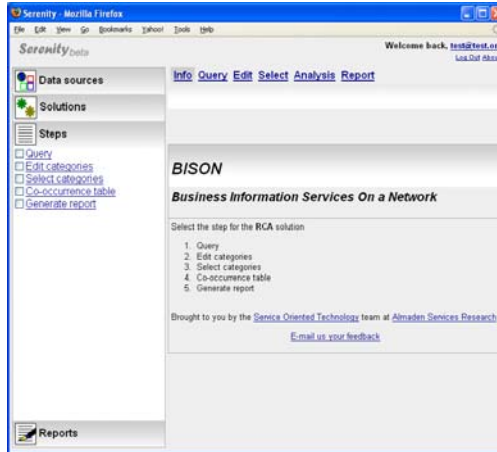 Serenity - Mozilla Firefox
File Edit View Go Bookmarks Yahoo! Tools Help
Serenity beta
Welcome back, test@test.or
Log Out Abou
Data sources
Info Query Edit Select Analysis Report
Solutions
Steps
Query
Edit categories
Select categories
Co-occurrence table
Generate report
BISON
Business Information Services On a Network
Select the step for the RCA solution
1. Query
2. Edit categories
3. Select categories
4. Co-occurrence table
5. Generate report
Brought to you by the Service Oriented Technology team at Almaden Services Research
E-mail us your feedback
Reports